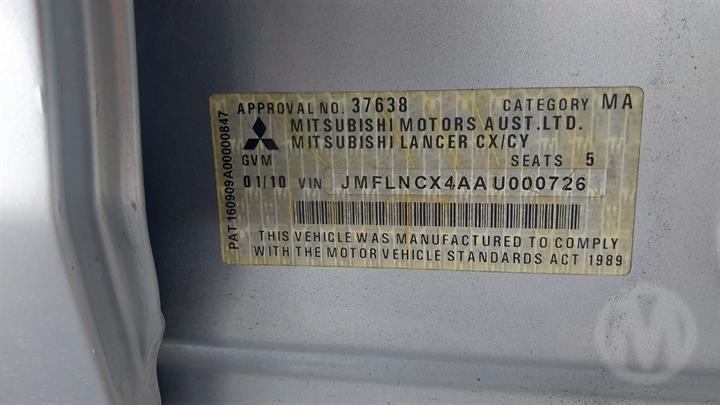 APPROVAL NO. 37638 CATEGORY MA
MITSUBISHI MOTORS AUST.LTD.
MITSUBISHI LANCER CX/CY
GVM SEATS 5
01/10 VIN JMFLNCX4AAU000726
THIS VEHICLE WAS MANUFACTURED TO COMPLY
WITH THE MOTOR VEHICLE STANDARDS ACT 1989
PAT 160909A00000847
M